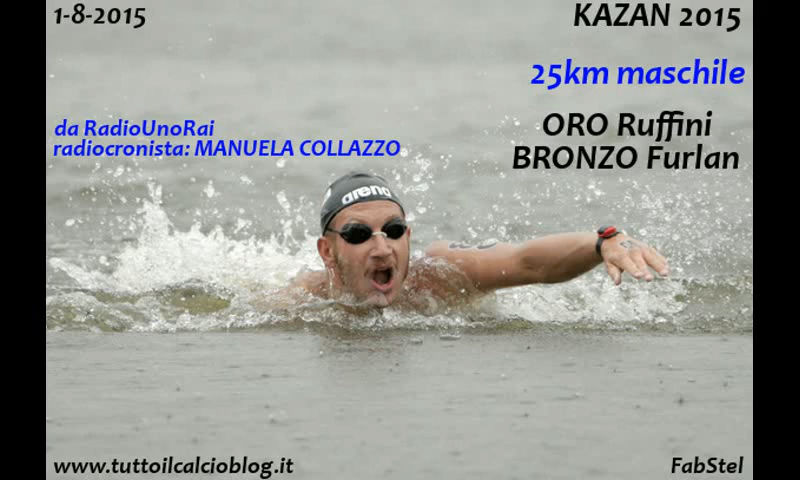 1-8-2015
KAZAN 2015
25km maschile
da RadioUnoRai
radiocronista: MANUELA COLLAZZO
ORO Ruffini
BRONZO Furlan
arena
www.tuttoilcalcioblog.it
FabStel